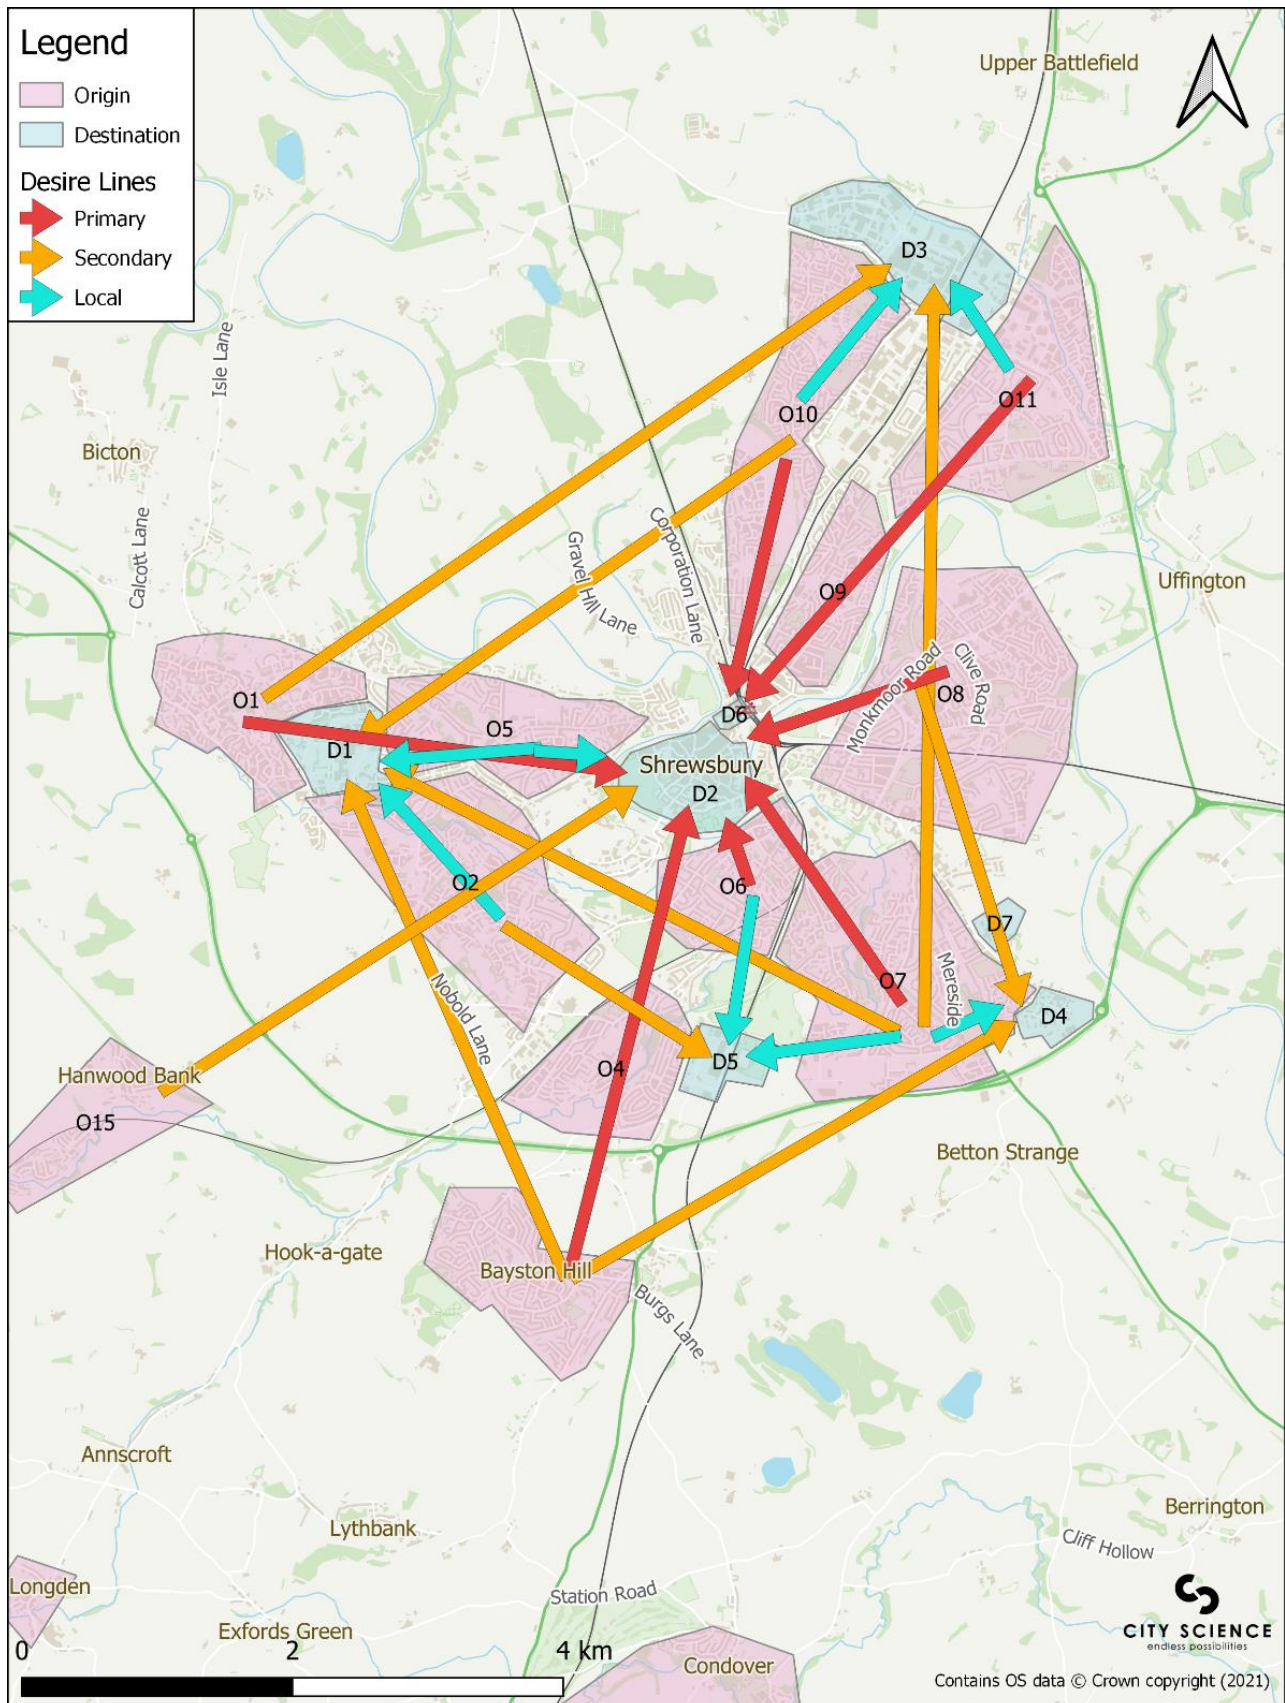 Legend
Origin
Destination
Desire Lines
Primary
Secondary
Local
Upper Battlefield
D3
Isle Lane
O10
O11
Bicton
Calcott Lane
Corporation Lane
Gravel Hill Lane
Uffington
O9
Monkmoor Road
Clive Road
O8
O1
D6
O5
D1
Shrewsbury
D2
O2
O6
D7
O7
Mereside
Nobold Lane
D4
D5
O4
Hanwood Bank
O15
Betton Strange
Hook-a-gate
Bayston Hill
Burgs Lane
Annscroft
Berrington
Lythbank
Cliff Hollow
Longden
Station Road
Exfords Green
CITY SCIENCE
endless possibilities
0 2 4 km
Condover
Contains OS data © Crown copyright (2021)